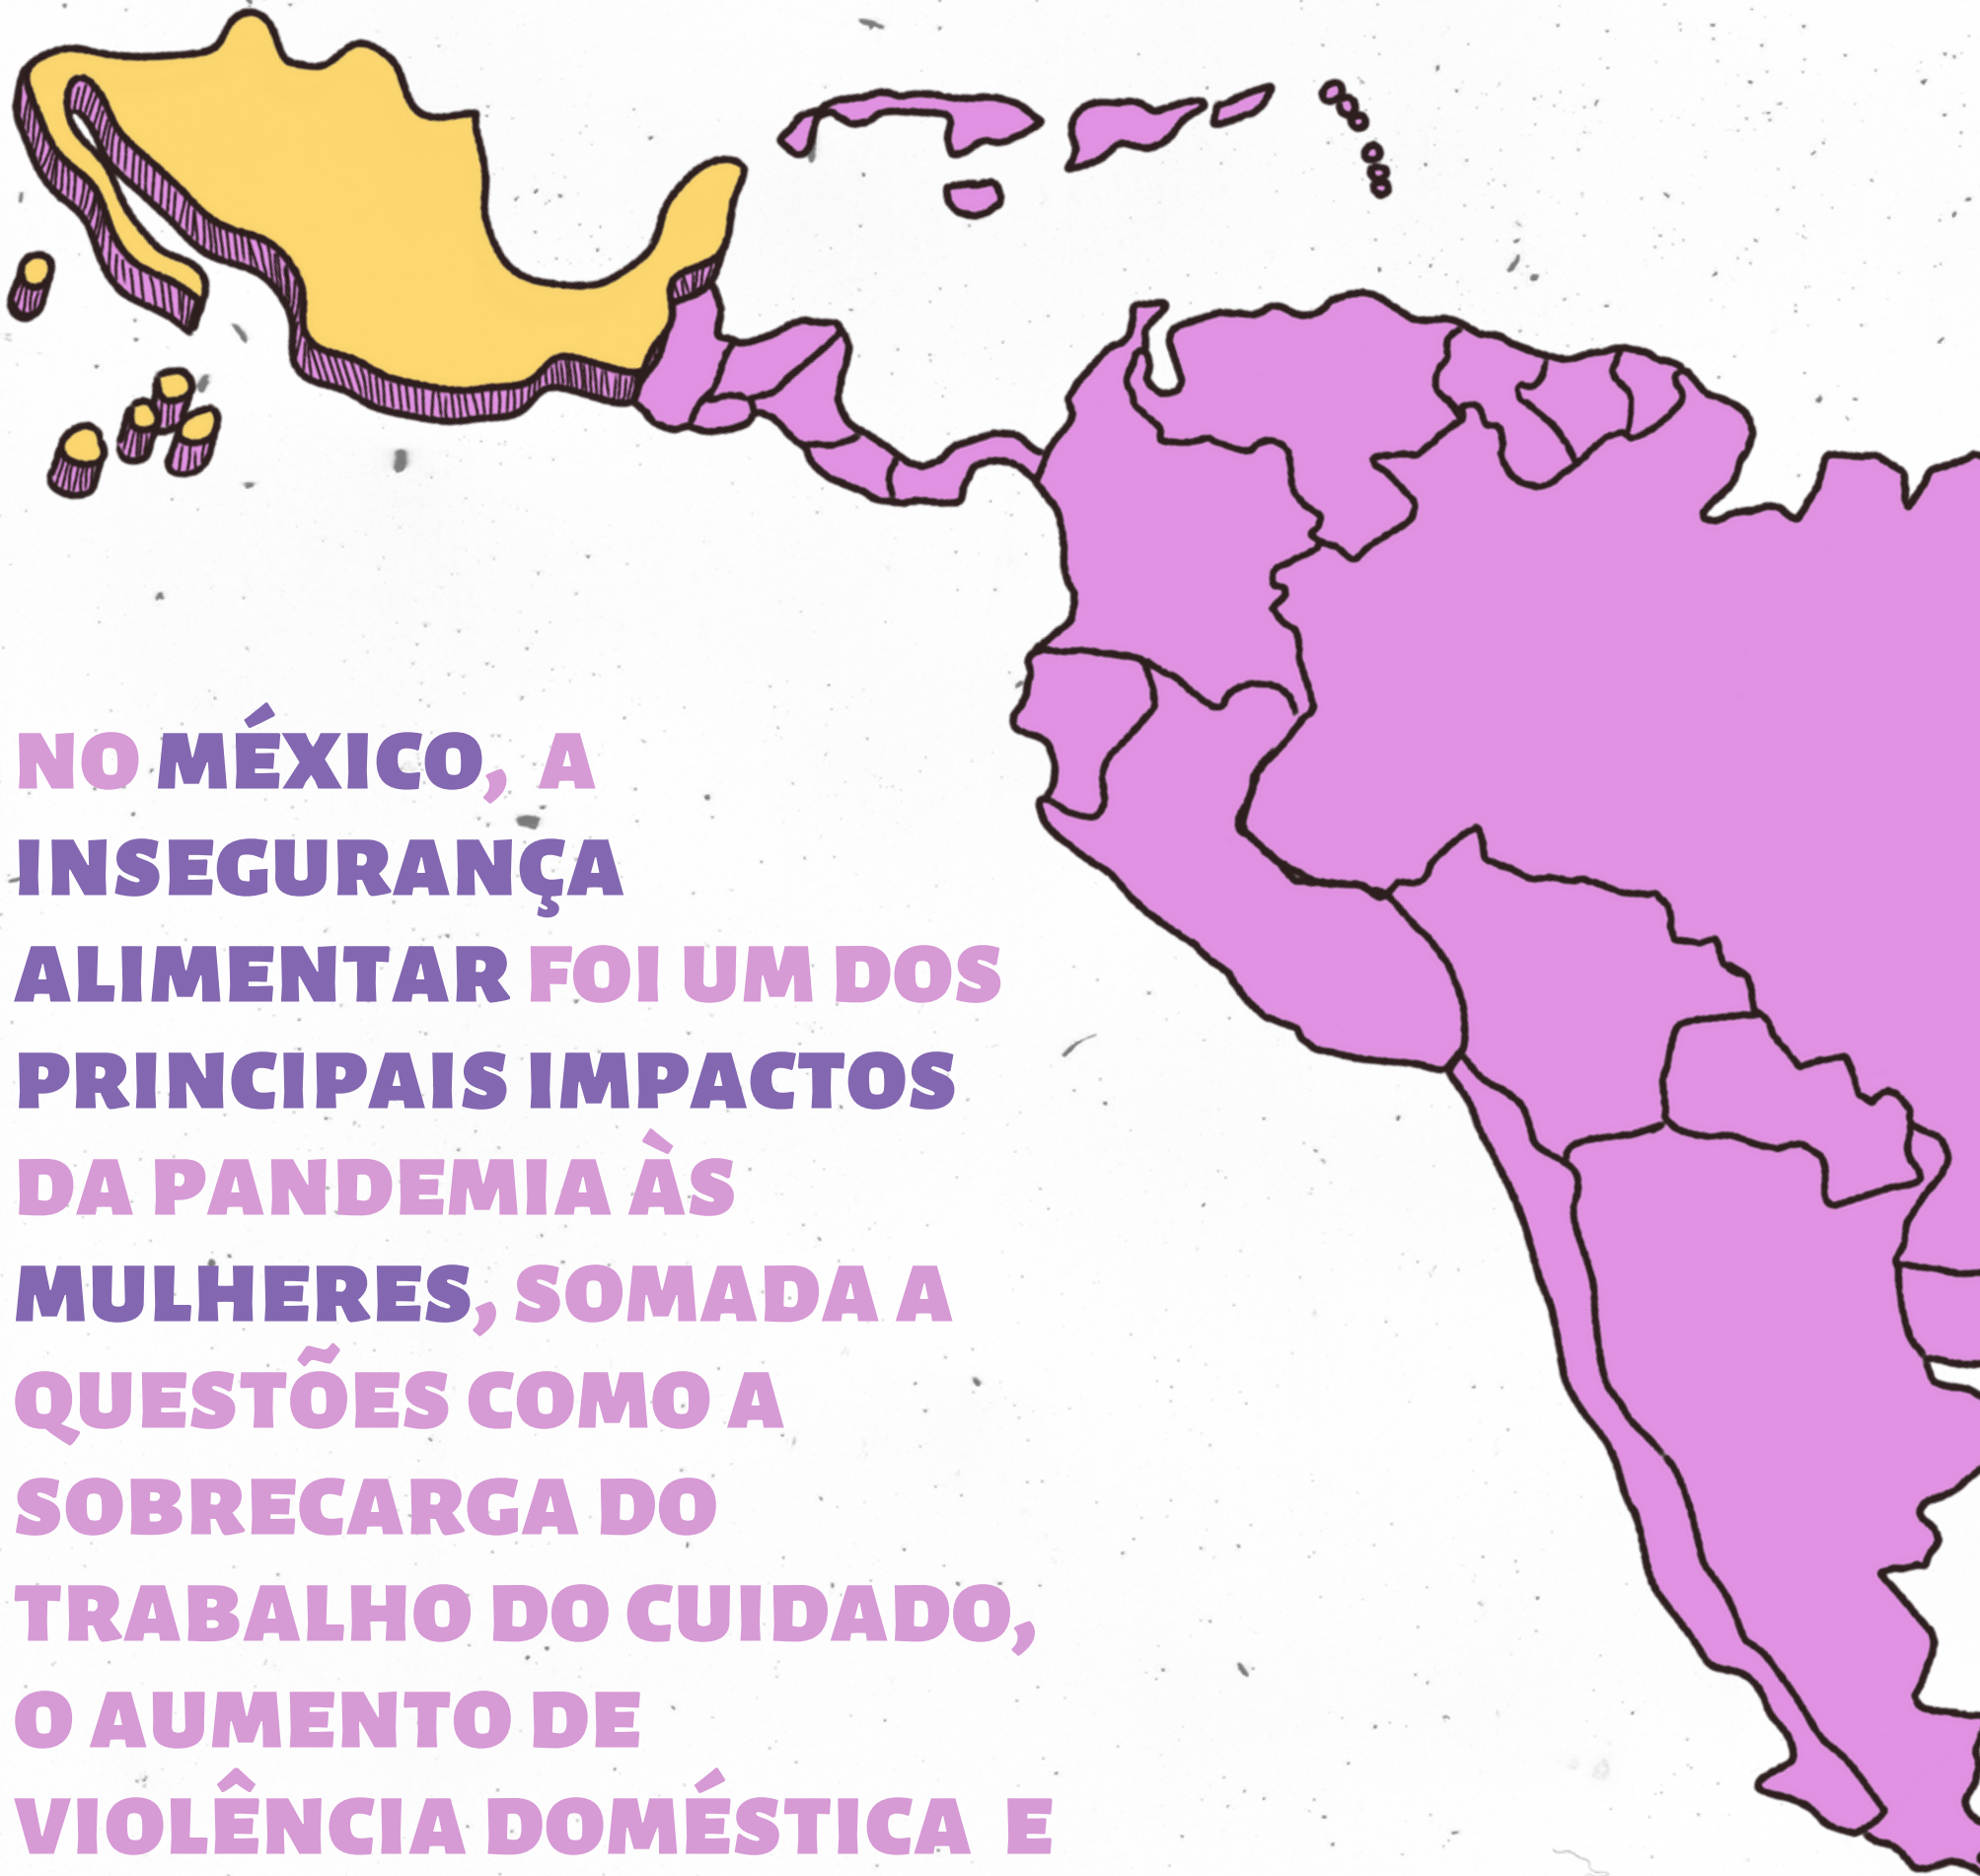 NO MÉXICO, A
INSEGURANÇA
ALIMENTAR FOI UM DOS
PRINCIPAIS IMPACTOS
DA PANDEMIA ÀS
MULHERES, SOMADA A
QUESTÕES COMO A
SOBRECARGA DO
TRABALHO DO CUIDADO,
O AUMENTO DE
VIOLÊNCIA DOMÉSTICA E